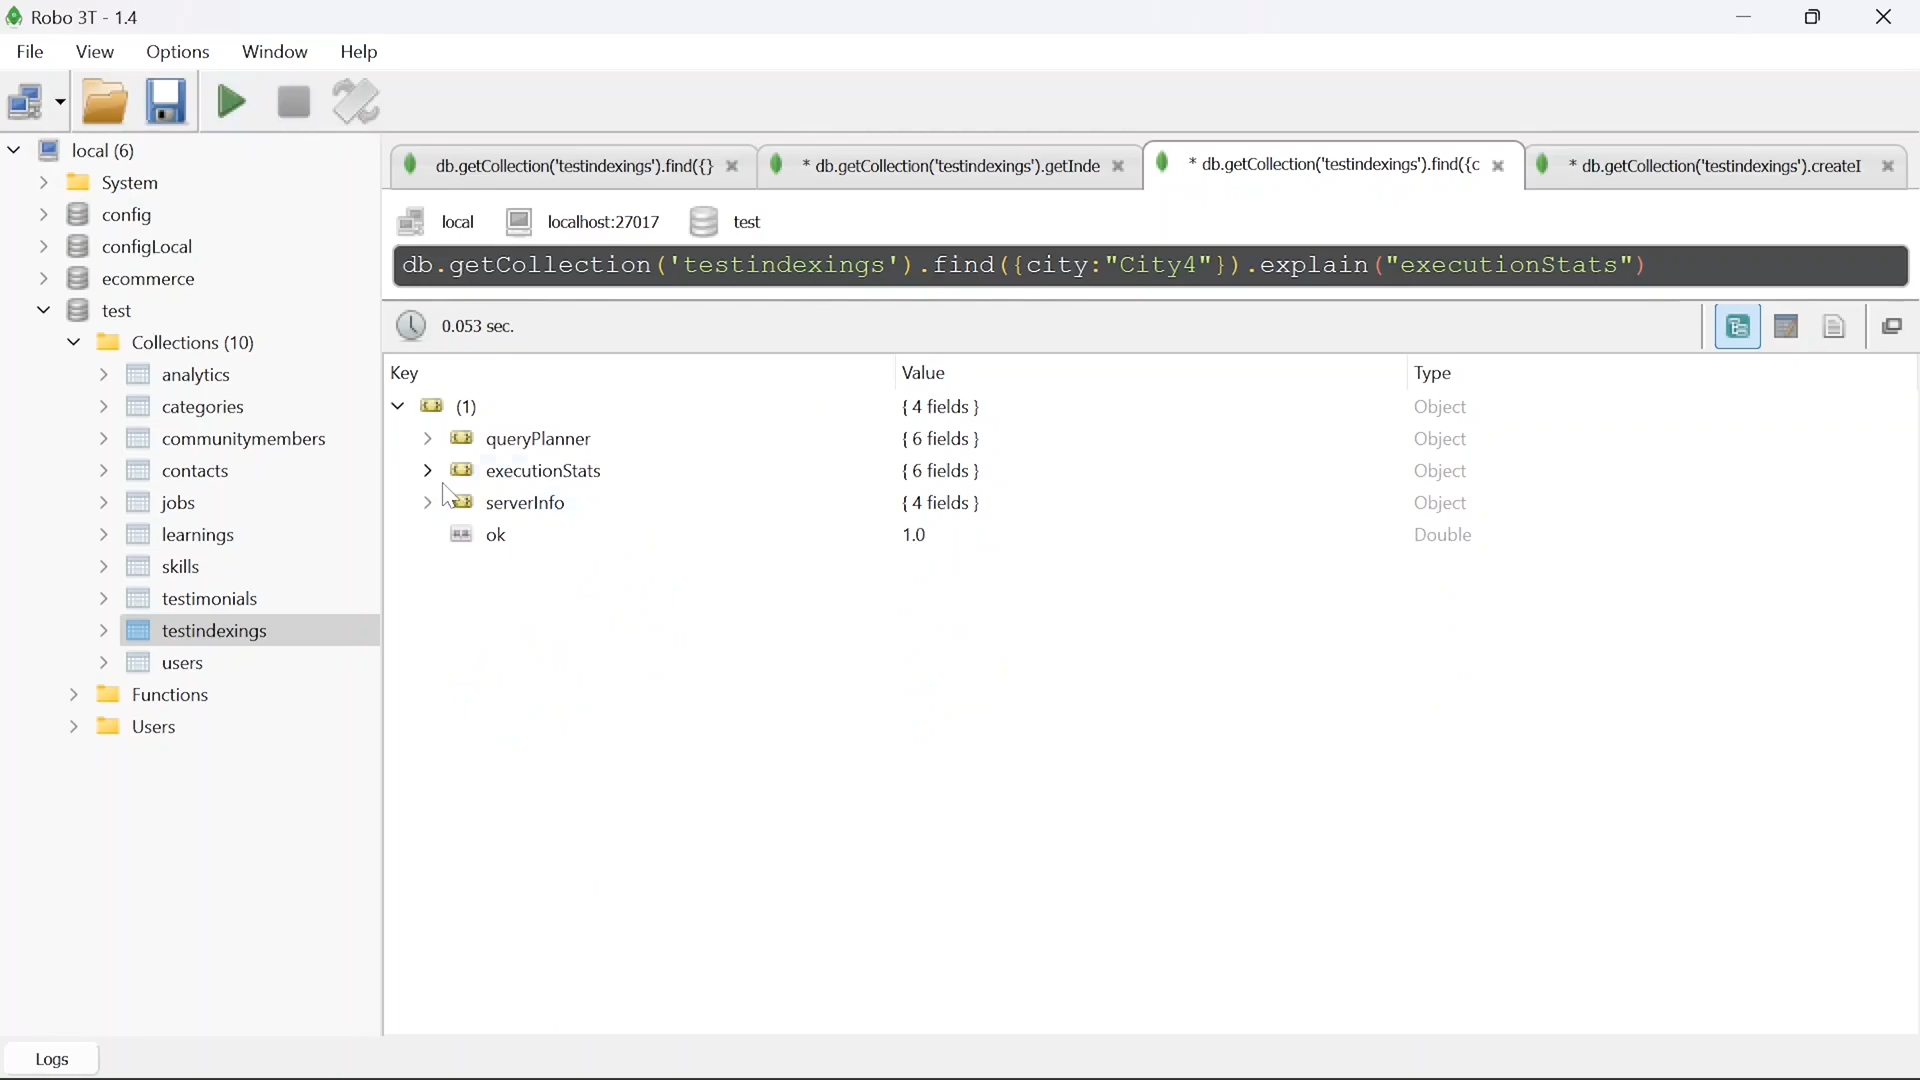 Robo 3T - 1.4
File View Options Window Help
local (6)
System
config
configLocal
ecommerce
test
Collections (10)
analytics
categories
communitymembers
contacts
jobs
learnings
skills
testimonials
testindexings
users
Functions
Users
db.getCollection('testindexings').find({}
* db.getCollection('testindexings').getInde
* db.getCollection('testindexings').find({c
* db.getCollection('testindexings').createI
local localhost:27017 test
db.getCollection('testindexings').find({city:"City4"}).explain("executionStats")
0.053 sec.
Key Value Type
(1) { 4 fields } Object
queryPlanner { 6 fields } Object
executionStats { 6 fields } Object
serverInfo { 4 fields } Object
ok 1.0 Double
Logs